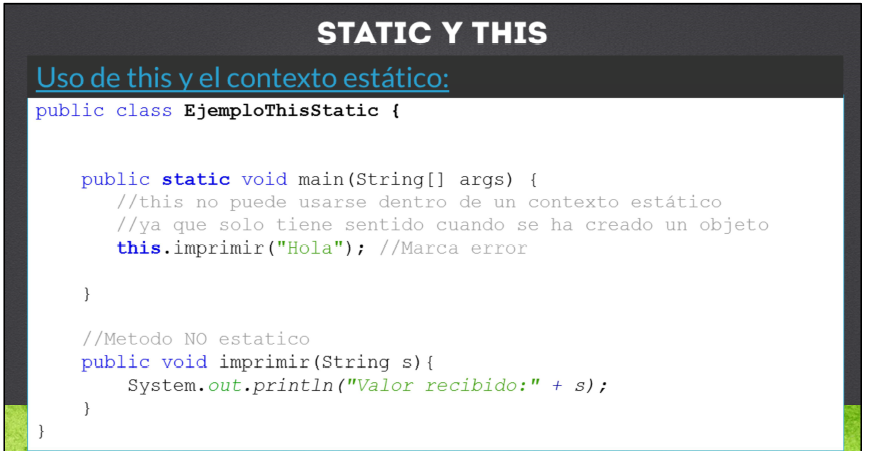 STATIC Y THIS
Uso de this y el contexto estático:
public class EjemploThisStatic {
public static void main(String[] args) {
//this no puede usarse dentro de un contexto estático
//ya que solo tiene sentido cuando se ha creado un objeto
this.imprimir("Hola"); //Marca error
}
//Metodo NO estatico
public void imprimir(String s){
System.out.println("Valor recibido:" + s);
}
}